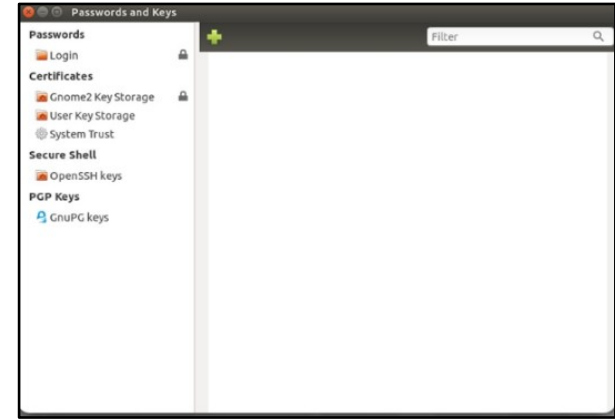 Passwords and Keys
Passwords
Login
Certificates
Gnome2 Key Storage
User Key Storage
System Trust
Secure Shell
OpenSSH keys
PGP Keys
GnuPG keys
Filter